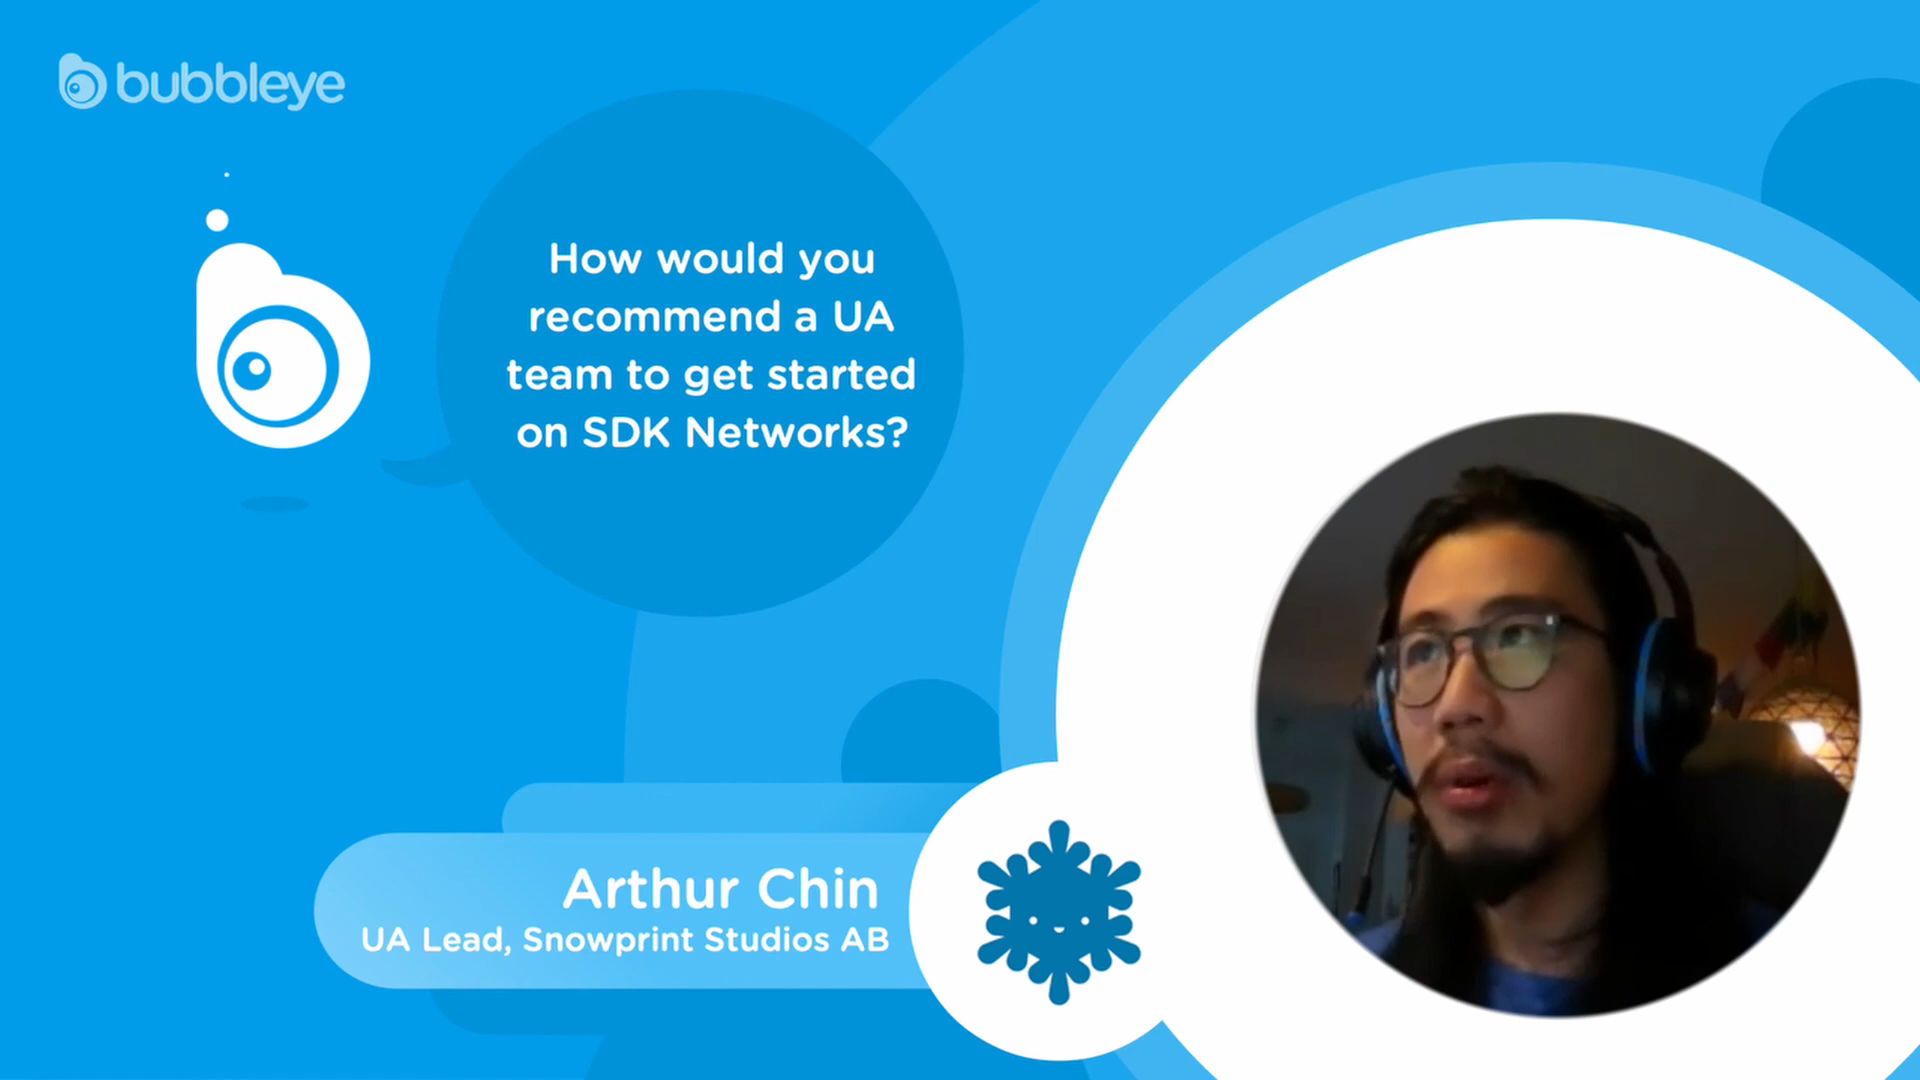 bubbleye
How would you
recommend a UA
team to get started
on SDK Networks?
Arthur Chin
UA Lead, Snowprint Studios AB